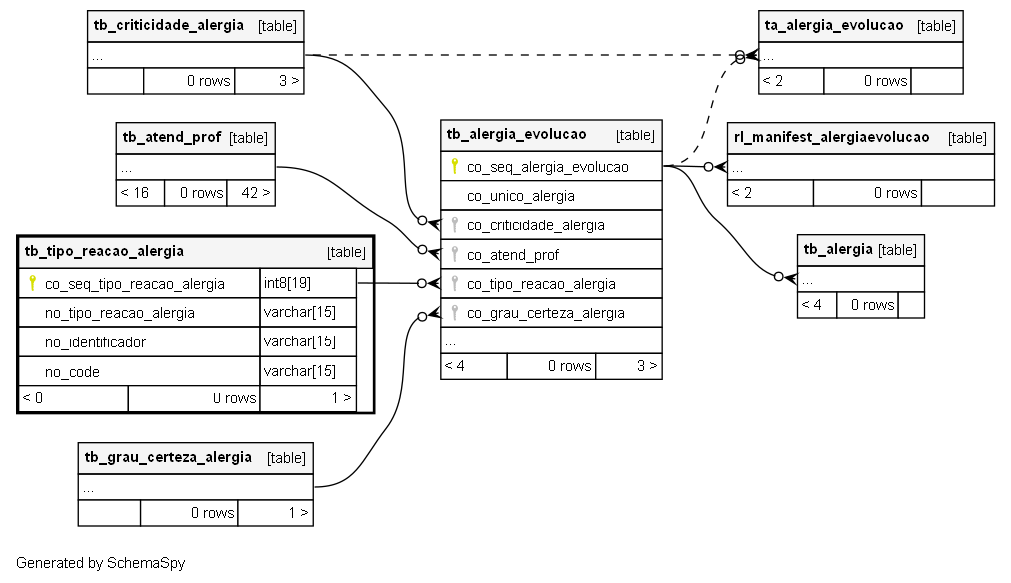 tb_criticidade_alergia [table]
...
0 rows 3 >
tb_atend_prof [table]
...
< 16 0 rows 42 >
tb_tipo_reacao_alergia [table]
co_seq_tipo_reacao_alergia int8[19]
no_tipo_reacao_alergia varchar[15]
no_identificador varchar[15]
no_code varchar[15]
< 0 0 rows 1 >
tb_grau_certeza_alergia [table]
...
0 rows 1 >
tb_alergia_evolucao [table]
co_seq_alergia_evolucao
co_unico_alergia
co_criticidade_alergia
co_atend_prof
co_tipo_reacao_alergia
co_grau_certeza_alergia
...
< 4 0 rows 3 >
ta_alergia_evolucao [table]
...
< 2 0 rows
rl_manifest_alergiaevolucao [table]
...
< 2 0 rows
tb_alergia [table]
...
< 4 0 rows
Generated by SchemaSpy